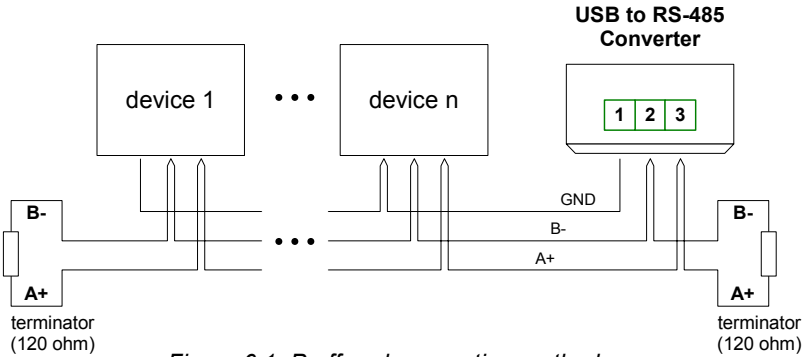 USB to RS-485
Converter
device 1
device n
1 2 3
GND
B-
A+
B-
A+
terminator
(120 ohm)
B-
A+
terminator
(120 ohm)